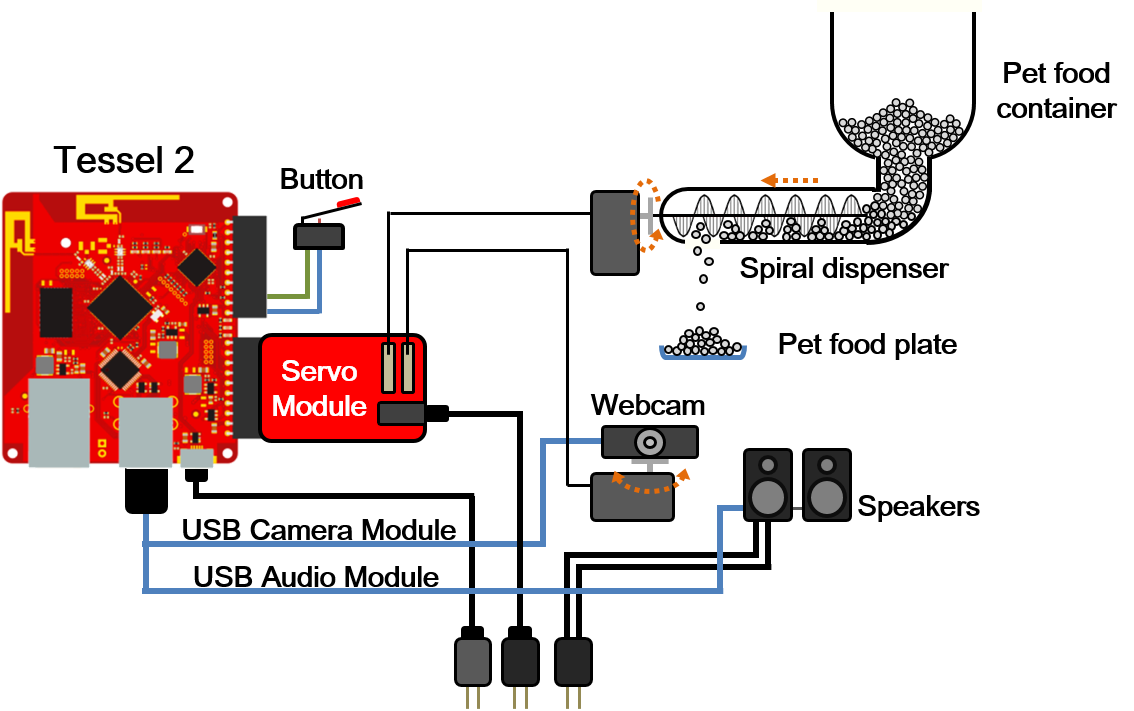 Pet food
container
Tessel 2
Button
Spiral dispenser
Pet food plate
Servo
Module
Webcam
Speakers
USB Camera Module
USB Audio Module